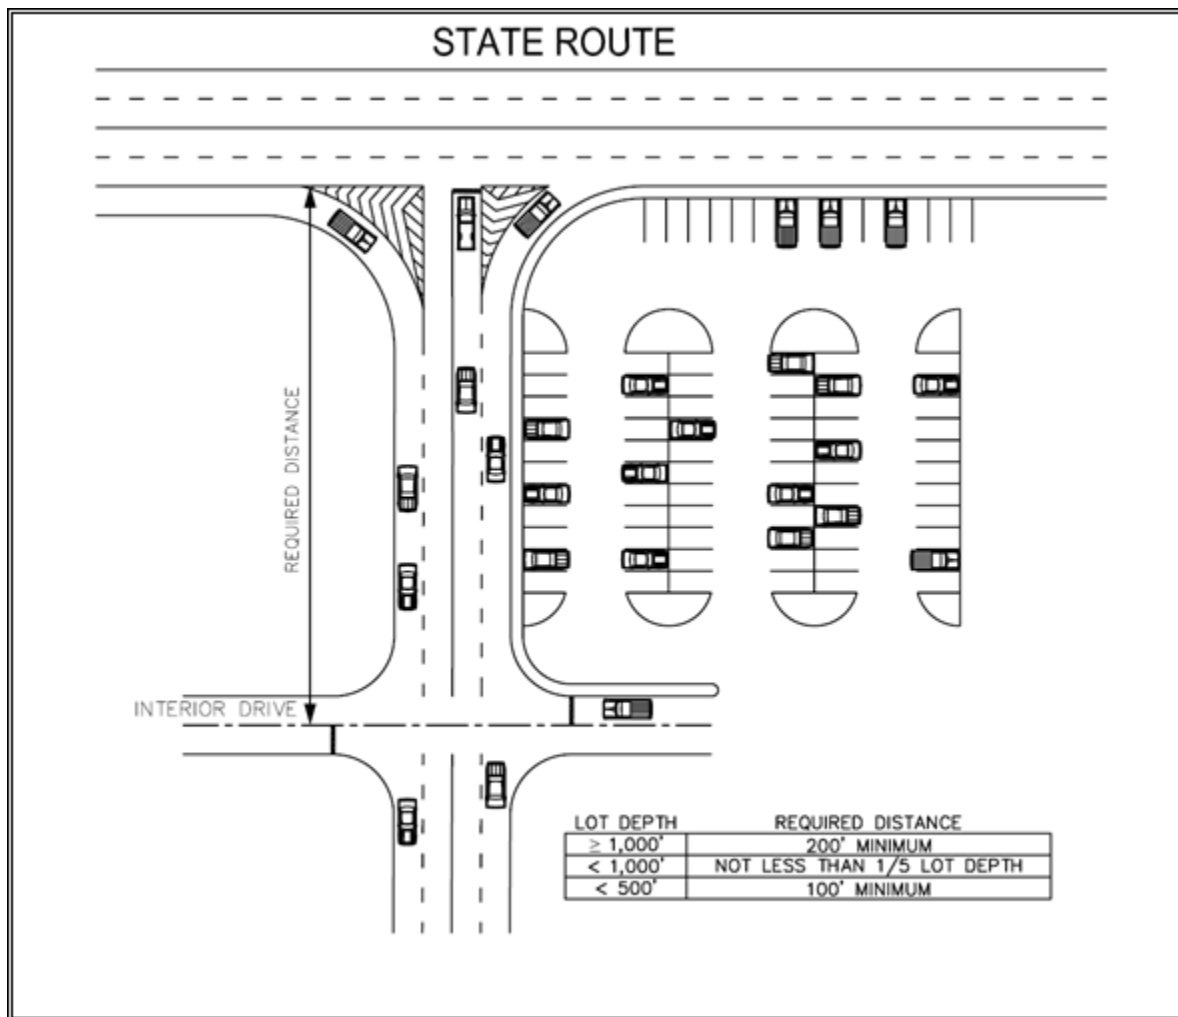 STATE ROUTE
REQUIRED DISTANCE
INTERIOR DRIVE
LOT DEPTH REQUIRED DISTANCE
≥ 1,000' 200' MINIMUM
< 1,000' NOT LESS THAN 1/5 LOT DEPTH
< 500' 100' MINIMUM